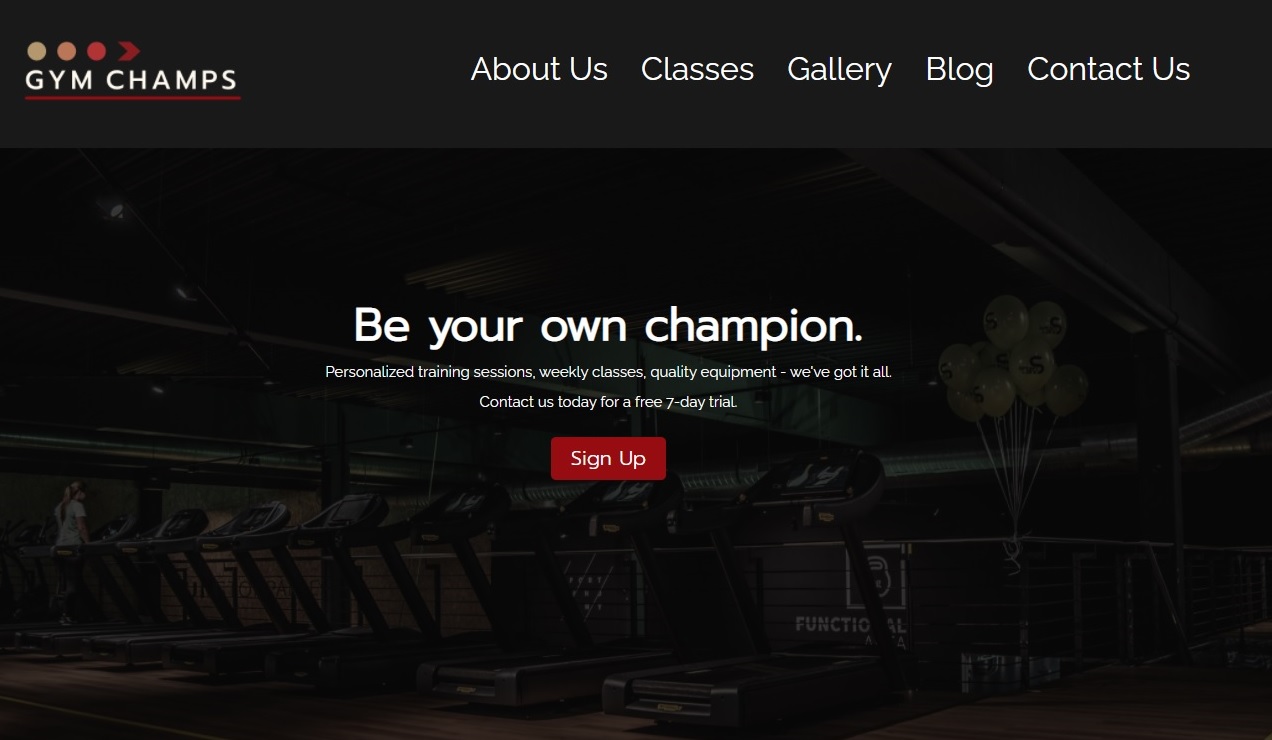 GYM CHAMPS
About Us Classes Gallery Blog Contact Us
Be your own champion.
Personalized training sessions, weekly classes, quality equipment - we've got it all.
Contact us today for a free 7-day trial.
Sign Up
FUNCTIONAL